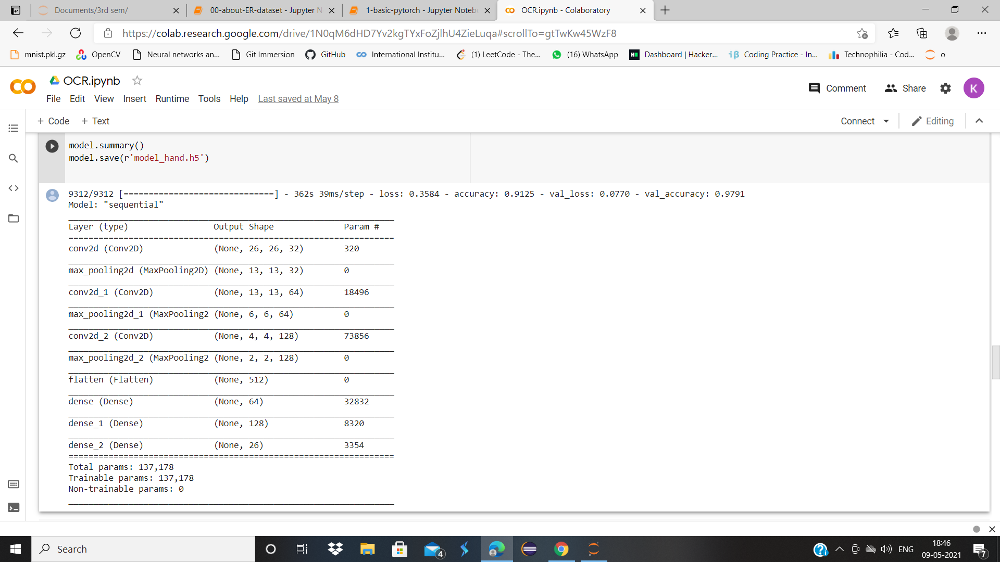 Documents/3rd sem/
00-about-ER-dataset - Jupyter N
1-basic-pytorch - Jupyter Notebo
OCR.ipynb - Colaboratory
https://colab.research.google.com/drive/1N0qM6dHD7Yv2kgTYxFoZjlhU4ZieLuqa#scrollTo=gtTwKw45WzF8
mnist.pkl.gz OpenCV Neural networks an... Git Immersion GitHub International Institu... (1) LeetCode - The... (16) WhatsApp Dashboard | Hacker... Coding Practice - In... Technophilia - Cod... o
OCR.ipynb
Comment Share K
File Edit View Insert Runtime Tools Help Last saved at May 8
+ Code + Text Connect Editing
model.summary()
model.save(r'model_hand.h5')
9312/9312 [==============================] - 362s 39ms/step - loss: 0.3584 - accuracy: 0.9125 - val_loss: 0.0770 - val_accuracy: 0.9791
Model: "sequential"
_________________________________________________________________
Layer (type) Output Shape Param #
=================================================================
conv2d (Conv2D) (None, 26, 26, 32) 320
_________________________________________________________________
max_pooling2d (MaxPooling2D) (None, 13, 13, 32) 0
_________________________________________________________________
conv2d_1 (Conv2D) (None, 13, 13, 64) 18496
_________________________________________________________________
max_pooling2d_1 (MaxPooling2 (None, 6, 6, 64) 0
_________________________________________________________________
conv2d_2 (Conv2D) (None, 4, 4, 128) 73856
_________________________________________________________________
max_pooling2d_2 (MaxPooling2 (None, 2, 2, 128) 0
_________________________________________________________________
flatten (Flatten) (None, 512) 0
_________________________________________________________________
dense (Dense) (None, 64) 32832
_________________________________________________________________
dense_1 (Dense) (None, 128) 8320
_________________________________________________________________
dense_2 (Dense) (None, 26) 3354
=================================================================
Total params: 137,178
Trainable params: 137,178
Non-trainable params: 0
_________________________________________________________________
Search
4
ENG
18:46
09-05-2021
7